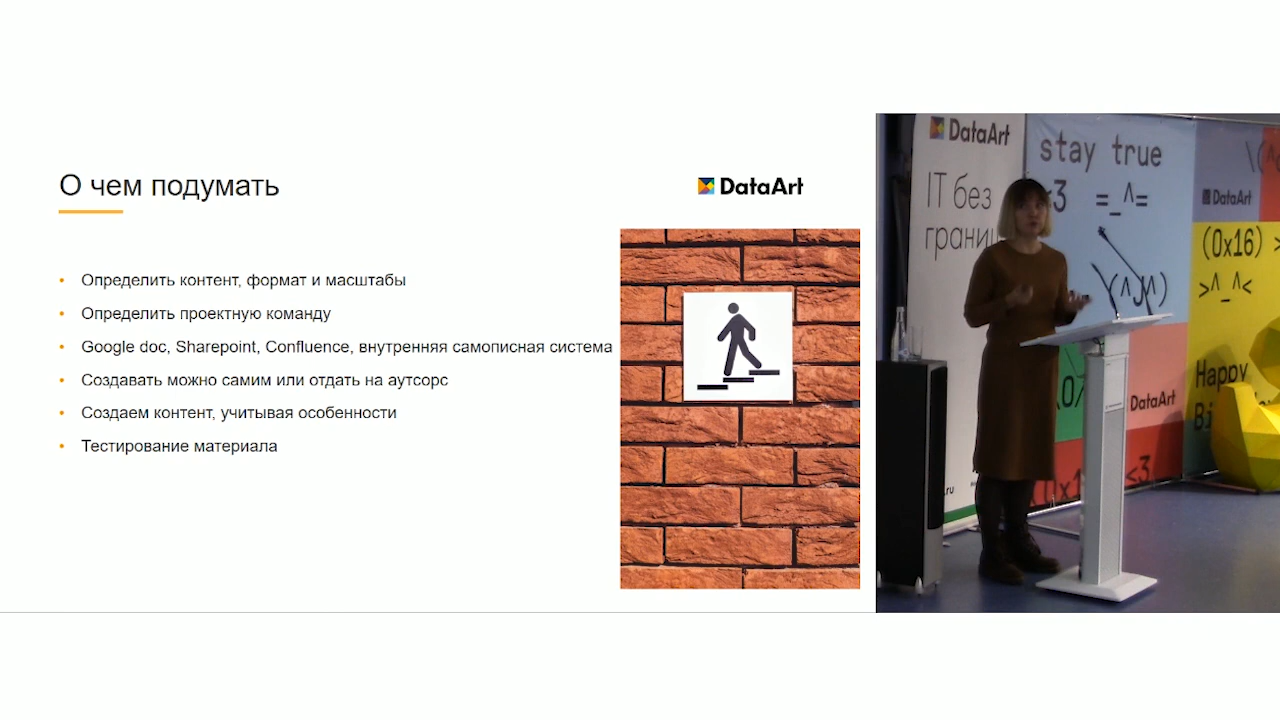 О чем подумать
DataArt
• Определить контент, формат и масштабы
• Определить проектную команду
• Google doc, Sharepoint, Confluence, внутренняя самописная система
• Создавать можно самим или отдать на аутсорс
• Создаем контент, учитывая особенности
• Тестирование материала
DataArt
IT без
границ
stay true
<3 =_^=
\(^J^)
DataArt
(0x16) >
>^_^<
Happy
DataArt
<3